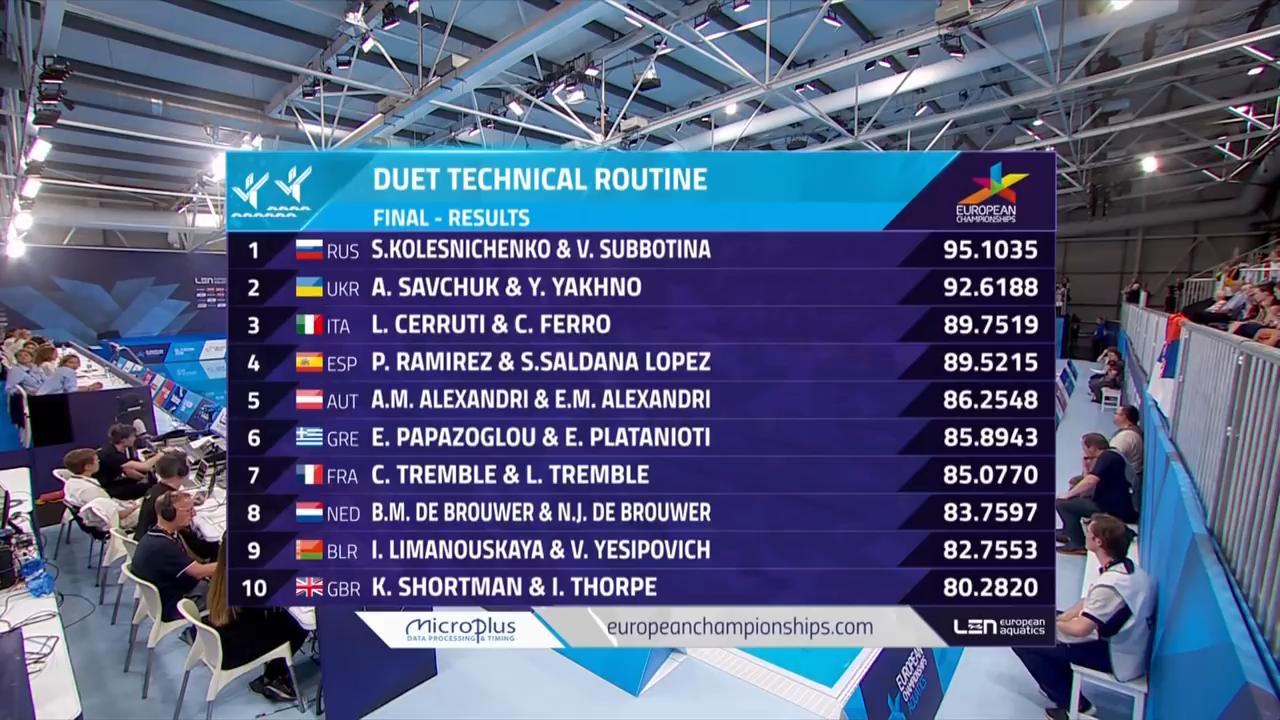 DUET TECHNICAL ROUTINE
FINAL - RESULTS
EUROPEAN
CHAMPIONSHIPS
1 RUS S.KOLESNICHENKO & V. SUBBOTINA 95.1035
2 UKR A. SAVCHUK & Y. YAKHNO 92.6188
3 ITA L. CERRUTI & C. FERRO 89.7519
4 ESP P. RAMIREZ & S.SALDANA LOPEZ 89.5215
5 AUT A.M. ALEXANDRI & E.M. ALEXANDRI 86.2548
6 GRE E. PAPAZOGLOU & E. PLATANIOTI 85.8943
7 FRA C. TREMBLE & L. TREMBLE 85.0770
8 NED B.M. DE BROUWER & N.J. DE BROUWER 83.7597
9 BLR I. LIMANOUSKAYA & V. YESIPOVICH 82.7553
10 GBR K. SHORTMAN & I. THORPE 80.2820
MICROPLUS
DATA PROCESSING & TIMING
europeanchampionships.com
LEN european
aquatics
LEN
EUROPEAN
CHAMPIONSHIPS
AQUATICS